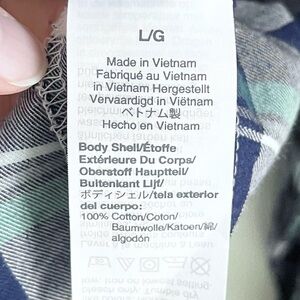 L/G
Made in Vietnam
Fabriqué au Vietnam
in Vietnam Hergestellt
Vervaardigd in Viëtnam
ベトナム製
Hecho en Vietnam
Body Shell/Étoffe
Extérieure Du Corps/
Oberstoff Hauptteil/
Buitenkant Lijf/
ボディシェル/tela exterior
del cuerpo:
100% Cotton/Coton/
Baumwolle/Katoen/綿/
algodón